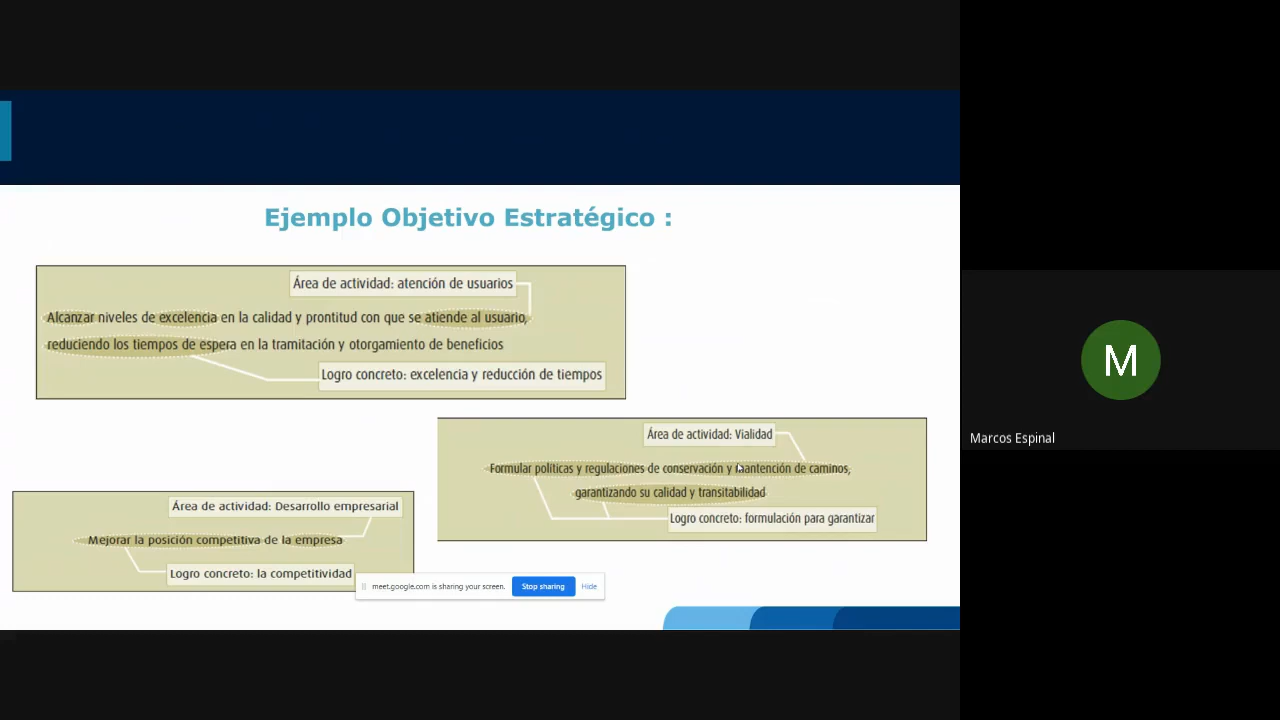 Ejemplo Objetivo Estratégico :
Área de actividad: atención de usuarios
Alcanzar niveles de excelencia en la calidad y prontitud con que se atiende al usuario,
reduciendo los tiempos de espera en la tramitación y otorgamiento de beneficios
Logro concreto: excelencia y reducción de tiempos
Área de actividad: Vialidad
Formular políticas y regulaciones de conservación y mantención de caminos,
garantizando su calidad y transitabilidad
Logro concreto: formulación para garantizar
Área de actividad: Desarrollo empresarial
Mejorar la posición competitiva de la empresa
Logro concreto: la competitividad
meet.google.com is sharing your screen.
Stop sharing
Hide
M
Marcos Espinal